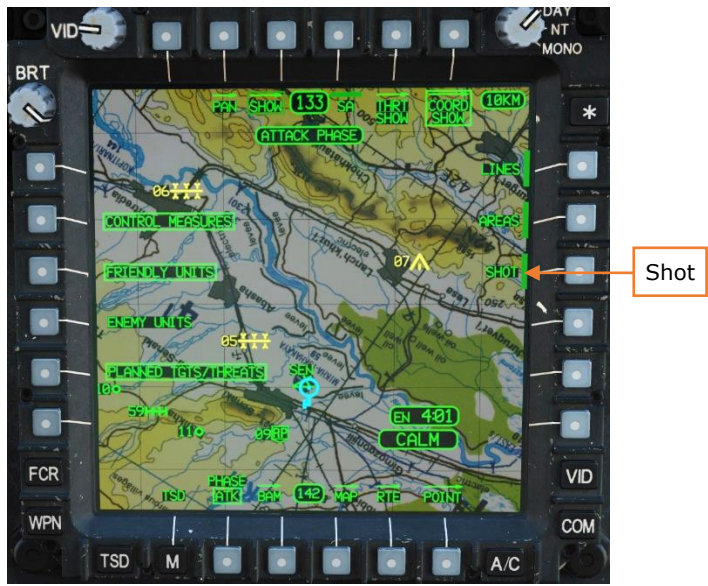 VID
DAY
NT
MONO
BRT
PAN
SHOW
133
SA
THRT
SHOW
COORD
SHOW
10KM
*
ATTACK PHASE
LINES
06
CONTROL MEASURES
AREAS
FRIENDLY UNITS
07
SHOT
Shot
Abasha
ENEMY UNITS
05
PLANNED TGTS/THREATS
SEN
10
59
11
09RP
EN 4:01
CALM
FCR
VID
PHASE
TSD
ATK
BAM
142
MAP
RTE
POINT
WPN
COM
TSD
M
A/C